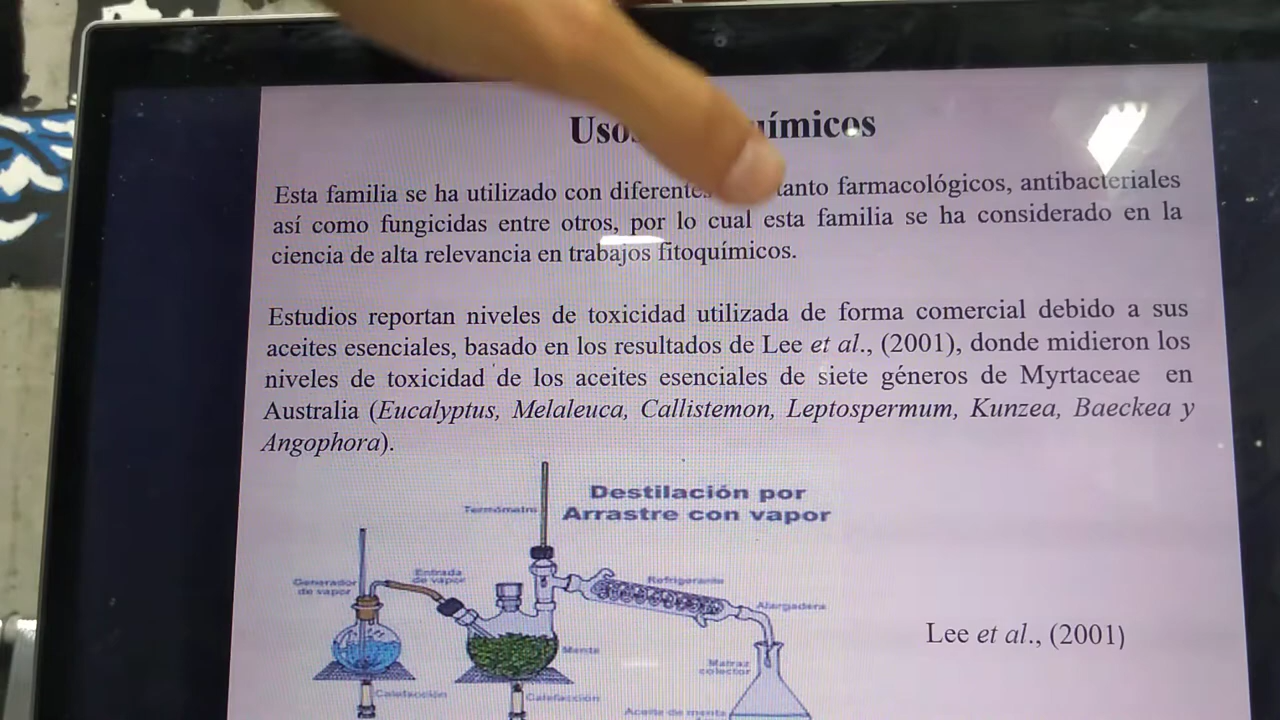 Uso ímicos
Esta familia se ha utilizado con diferente tanto farmacológicos, antibacteriales
así como fungicidas entre otros, por lo cual esta familia se ha considerado en la
ciencia de alta relevancia en trabajos fitoquímicos.
Estudios reportan niveles de toxicidad utilizada de forma comercial debido a sus
aceites esenciales, basado en los resultados de Lee et al., (2001), donde midieron los
niveles de toxicidad de los aceites esenciales de siete géneros de Myrtaceae en
Australia (Eucalyptus, Melaleuca, Callistemon, Leptospermum, Kunzea, Baeckea y
Angophora).
Destilación por
Arrastre con vapor
Termómetro
Generador
de vapor
Entrada
de vapor
Refrigerante
Alargadera
Lee et al., (2001)
Menta
Matraz
colector
Calefacción
Calefacción
Aceite de menta